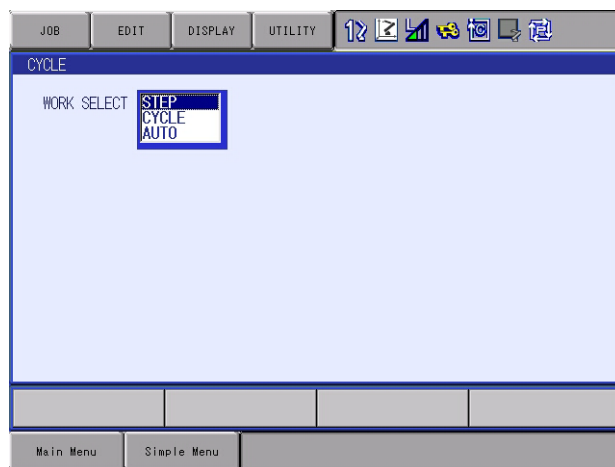 JOB EDIT DISPLAY UTILITY
CYCLE
WORK SELECT STEP
CYCLE
AUTO
Main Menu Simple Menu